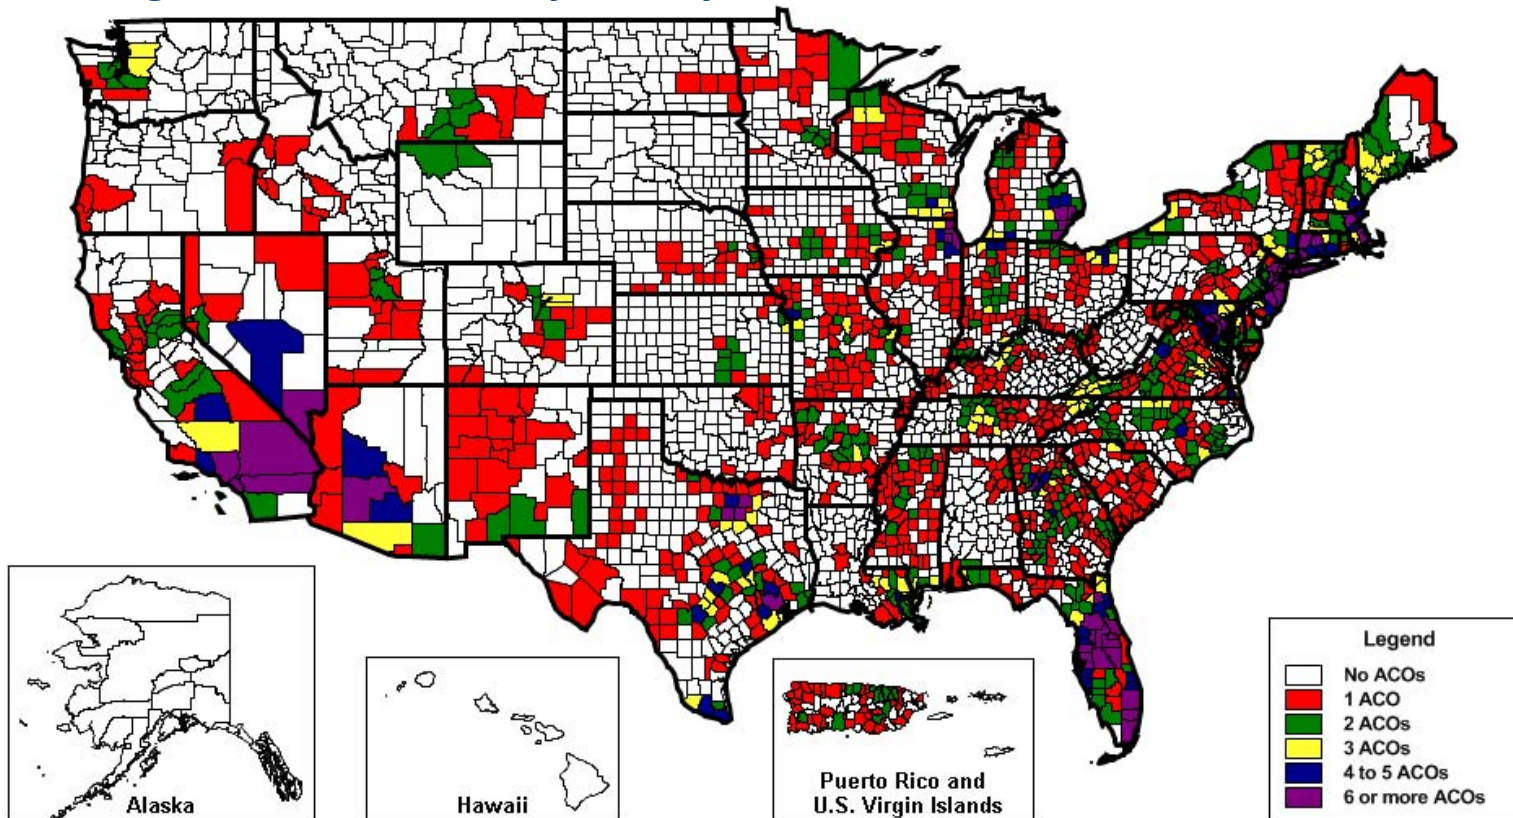 Alaska
Hawaii
Puerto Rico and
U.S. Virgin Islands
Legend
No ACOs
1 ACO
2 ACOs
3 ACOs
4 to 5 ACOs
6 or more ACOs